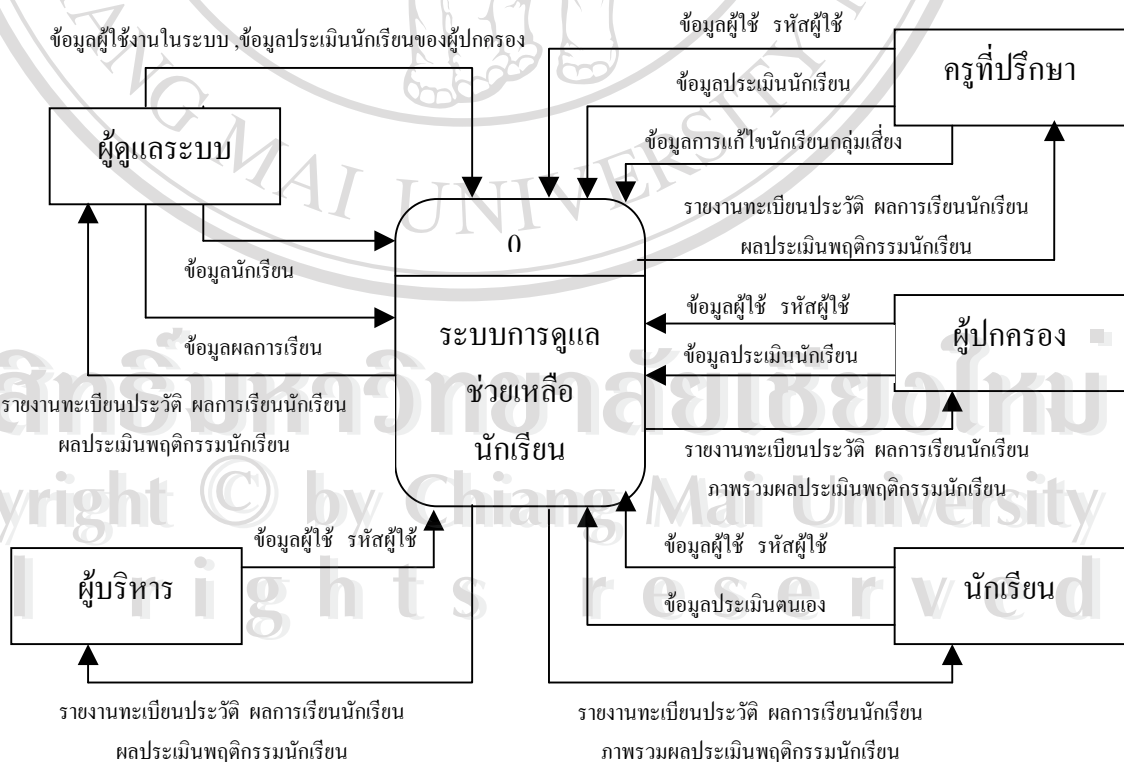 ข้อมูลผู้ใช้งานในระบบ ,ข้อมูลประเมินนักเรียนของผู้ปกครอง
ข้อมูลผู้ใช้ รหัสผู้ใช้
ครูที่ปรึกษา
ข้อมูลประเมินนักเรียน
ข้อมูลการแก้ไขนักเรียนกลุ่มเสี่ยง
ผู้ดูแลระบบ
ANG MAI UNIVERSITY
รายงานทะเบียนประวัติ ผลการเรียนนักเรียน
ผลประเมินพฤติกรรมนักเรียน
0
ข้อมูลนักเรียน
ระบบการดูแล
ช่วยเหลือ
นักเรียน
ข้อมูลผู้ใช้ รหัสผู้ใช้
ผู้ปกครอง
ข้อมูลประเมินนักเรียน
ข้อมูลผลการเรียน
สิทธิ์มหาวิทยาลัยเชียงใหม่
รายงานทะเบียนประวัติ ผลการเรียนนักเรียน
ผลประเมินพฤติกรรมนักเรียน
รายงานทะเบียนประวัติ ผลการเรียนนักเรียน
ภาพรวมผลประเมินพฤติกรรมนักเรียน
yright © by Chiang Mai University
ข้อมูลผู้ใช้ รหัสผู้ใช้
ผู้บริหาร
ข้อมูลผู้ใช้ รหัสผู้ใช้
นักเรียน
l rights reserved
ข้อมูลประเมินตนเอง
รายงานทะเบียนประวัติ ผลการเรียนนักเรียน
ผลประเมินพฤติกรรมนักเรียน
รายงานทะเบียนประวัติ ผลการเรียนนักเรียน
ภาพรวมผลประเมินพฤติกรรมนักเรียน